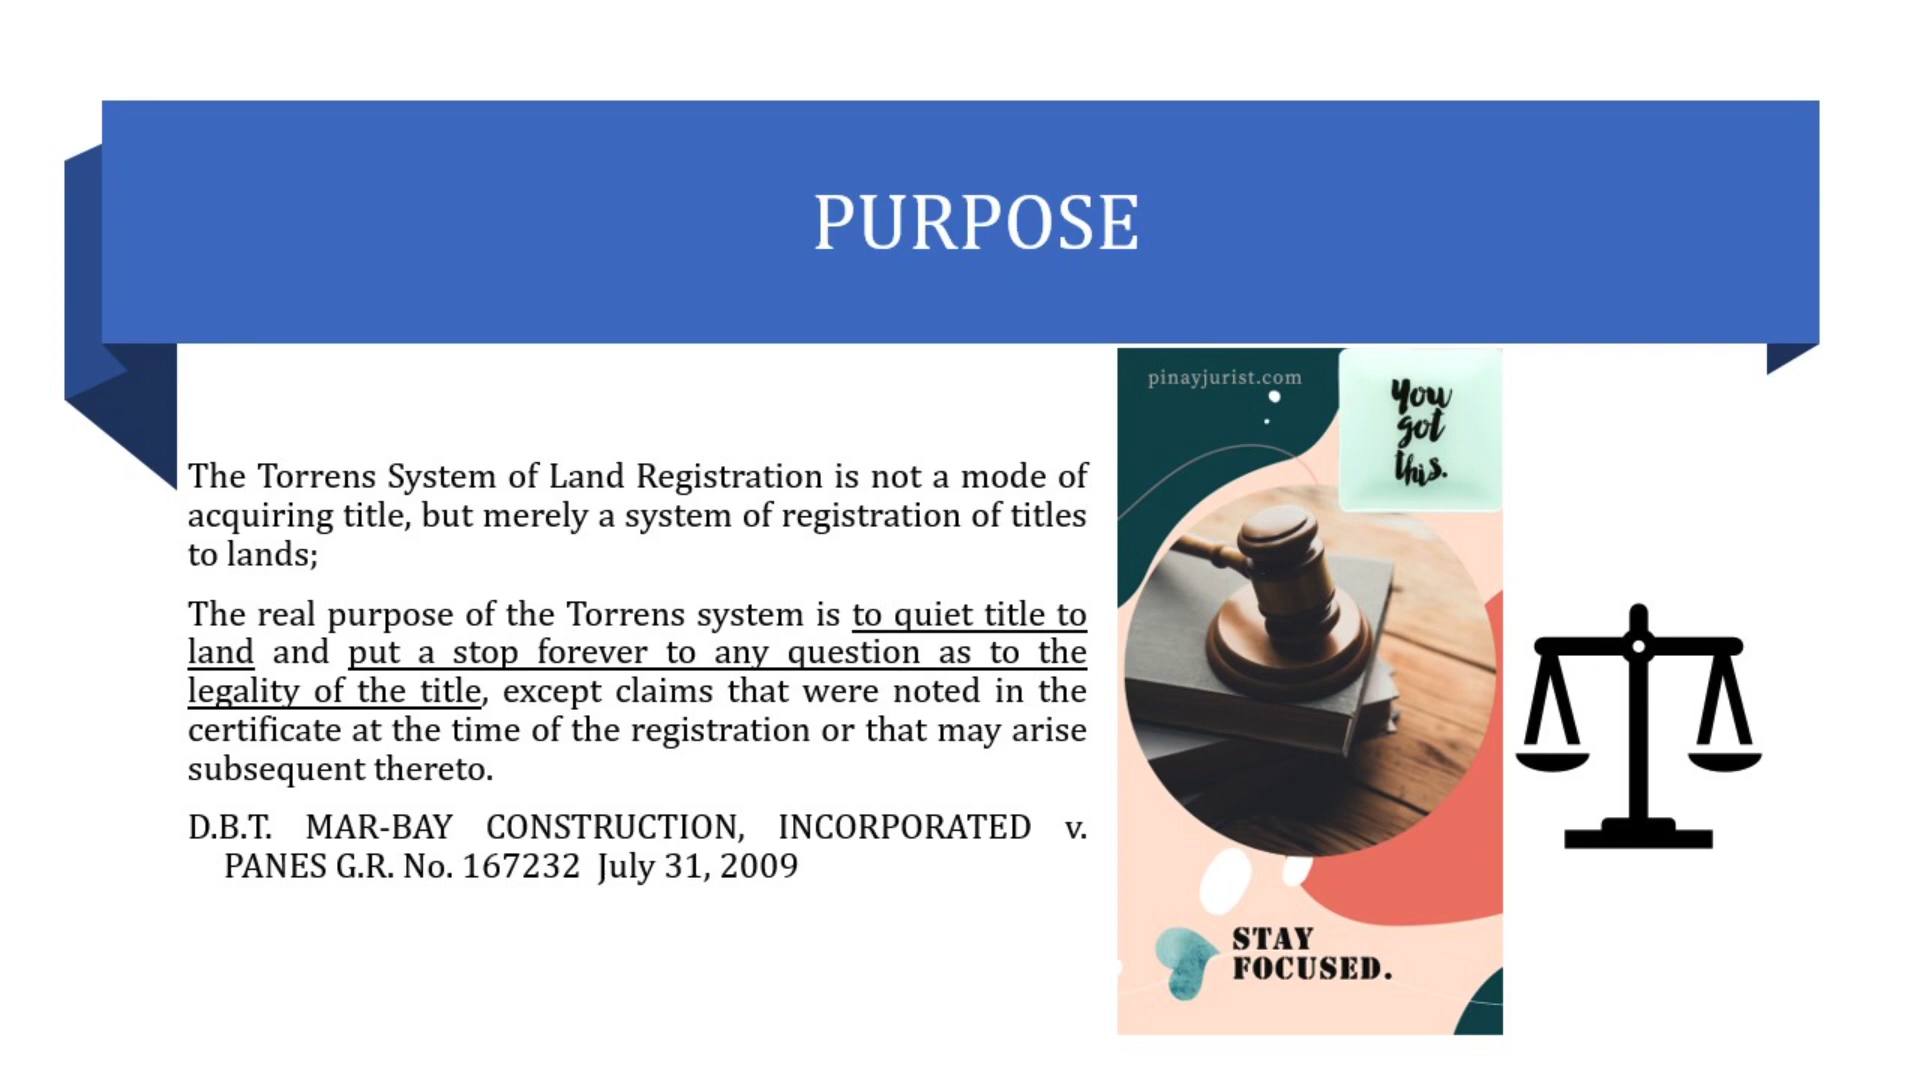 PURPOSE
The Torrens System of Land Registration is not a mode of
acquiring title, but merely a system of registration of titles
to lands;
The real purpose of the Torrens system is to quiet title to
land and put a stop forever to any question as to the
legality of the title, except claims that were noted in the
certificate at the time of the registration or that may arise
subsequent thereto.
D.B.T. MAR-BAY CONSTRUCTION, INCORPORATED v.
PANES G.R. No. 167232 July 31, 2009
pinayjurist.com
You
got
this.
STAY
FOCUSED.